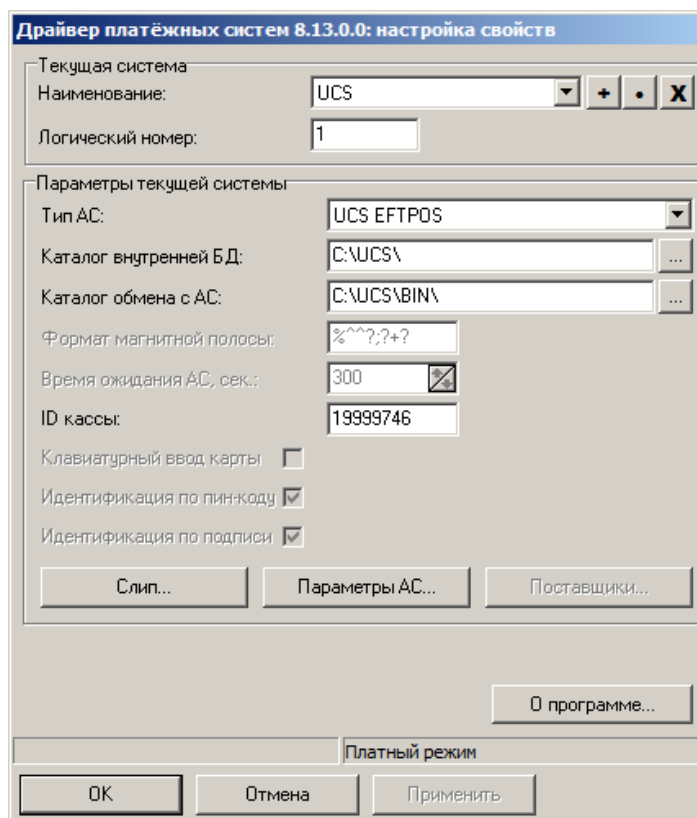 Драйвер платёжных систем 8.13.0.0: настройка свойств
Текущая система
Наименование: UCS + • X
Логический номер: 1
Параметры текущей системы
Тип АС: UCS EFTPOS
Каталог внутренней БД: C:\UCS\ ...
Каталог обмена с АС: C:\UCS\BIN\ ...
Формат магнитной полосы: %^^?;?+?
Время ожидания АС, сек.: 300
ID кассы: 19999746
Клавиатурный ввод карты
Идентификация по пин-коду
Идентификация по подписи
Слип... Параметры АС... Поставщики...
О программе...
Платный режим
ОК Отмена Применить